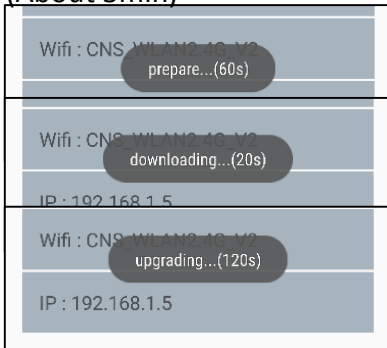 (About 3min)
Wifi : CNS_WLAN2.4G_V2
prepare...(60s)
Wifi : CNS_WLAN2.4G_V2
downloading...(20s)
IP : 192.168.1.5
Wifi : CNS_WLAN2.4G_V2
upgrading...(120s)
IP : 192.168.1.5